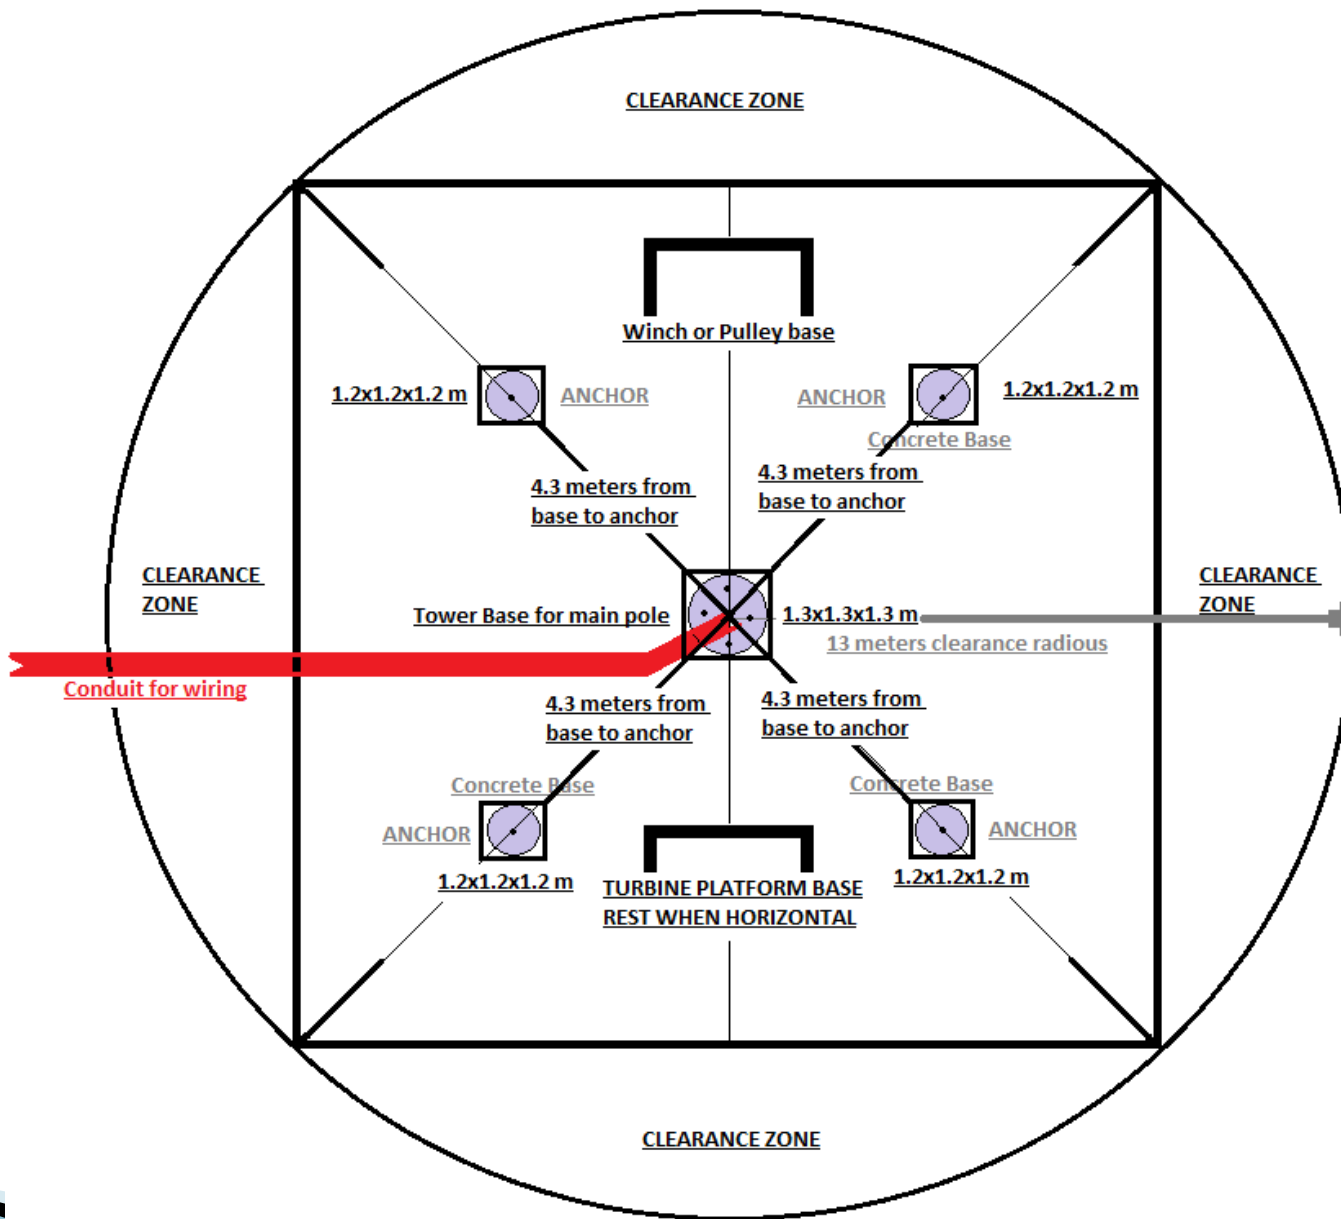 CLEARANCE ZONE
Winch or Pulley base
1.2x1.2x1.2 m
ANCHOR
ANCHOR
1.2x1.2x1.2 m
Concrete Base
4.3 meters from
base to anchor
4.3 meters from
base to anchor
CLEARANCE
ZONE
CLEARANCE
ZONE
Tower Base for main pole
1.3x1.3x1.3 m
13 meters clearance radious
Conduit for wiring
4.3 meters from
base to anchor
4.3 meters from
base to anchor
Concrete Base
Concrete Base
ANCHOR
ANCHOR
1.2x1.2x1.2 m
TURBINE PLATFORM BASE
REST WHEN HORIZONTAL
1.2x1.2x1.2 m
CLEARANCE ZONE